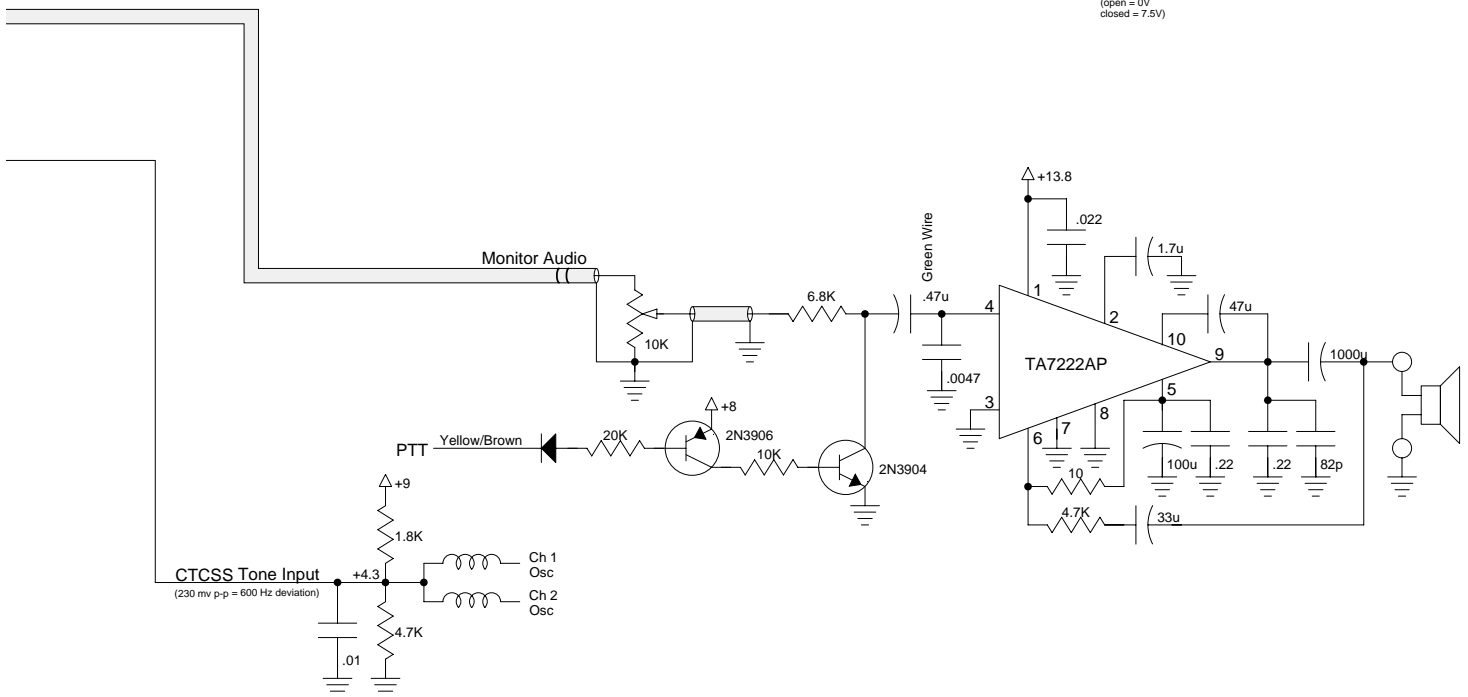 (open = 0V
closed = 7.5V)
+13.8
.022
Green Wire
1.7u
Monitor Audio
1
2
6.8K
.47u
4
47u
10
10K
TA7222AP
9
1000u
.0047
3
5
8
7
6
+8
2N3906
PTT
Yellow/Brown
20K
10K
2N3904
100u
.22
.22
82p
10
+9
4.7K
33u
1.8K
CTCSS Tone Input
+4.3
(230 mv p-p = 600 Hz deviation)
Ch 1
Osc
Ch 2
Osc
4.7K
.01